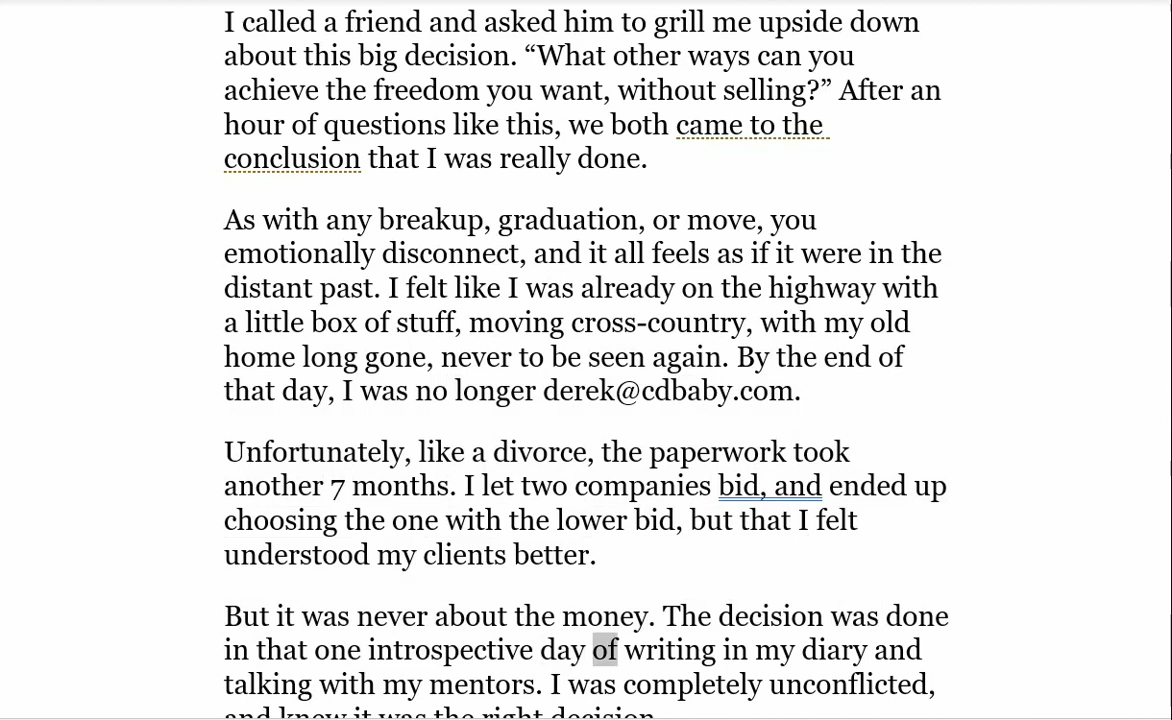 I called a friend and asked him to grill me upside down
about this big decision. “What other ways can you
achieve the freedom you want, without selling?” After an
hour of questions like this, we both came to the
conclusion that I was really done.
As with any breakup, graduation, or move, you
emotionally disconnect, and it all feels as if it were in the
distant past. I felt like I was already on the highway with
a little box of stuff, moving cross-country, with my old
home long gone, never to be seen again. By the end of
that day, I was no longer derek@cdbaby.com.
Unfortunately, like a divorce, the paperwork took
another 7 months. I let two companies bid, and ended up
choosing the one with the lower bid, but that I felt
understood my clients better.
But it was never about the money. The decision was done
in that one introspective day of writing in my diary and
talking with my mentors. I was completely unconflicted,
and knew it was the right decision.